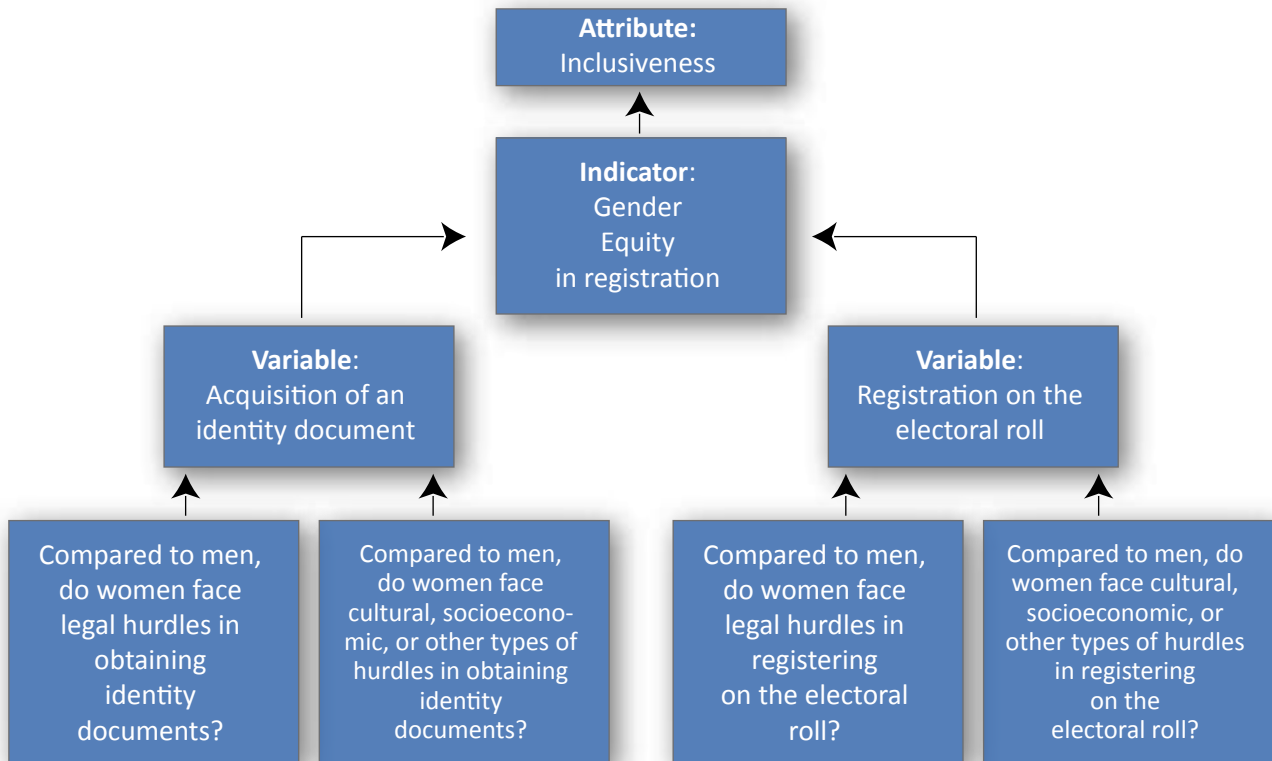 Attribute:
Inclusiveness
Indicator:
Gender
Equity
in registration
Variable:
Acquisition of an
identity document
Variable:
Registration on the
electoral roll
Compared to men,
do women face
legal hurdles in
obtaining
identity
documents?
Compared to men,
do women face
cultural, socioecono-
mic, or other types of
hurdles in obtaining
identity
documents?
Compared to men,
do women face
legal hurdles in
registering
on the electoral
roll?
Compared to men, do
women face cultural,
socioeconomic, or
other types of hurdles
in registering
on the
electoral roll?